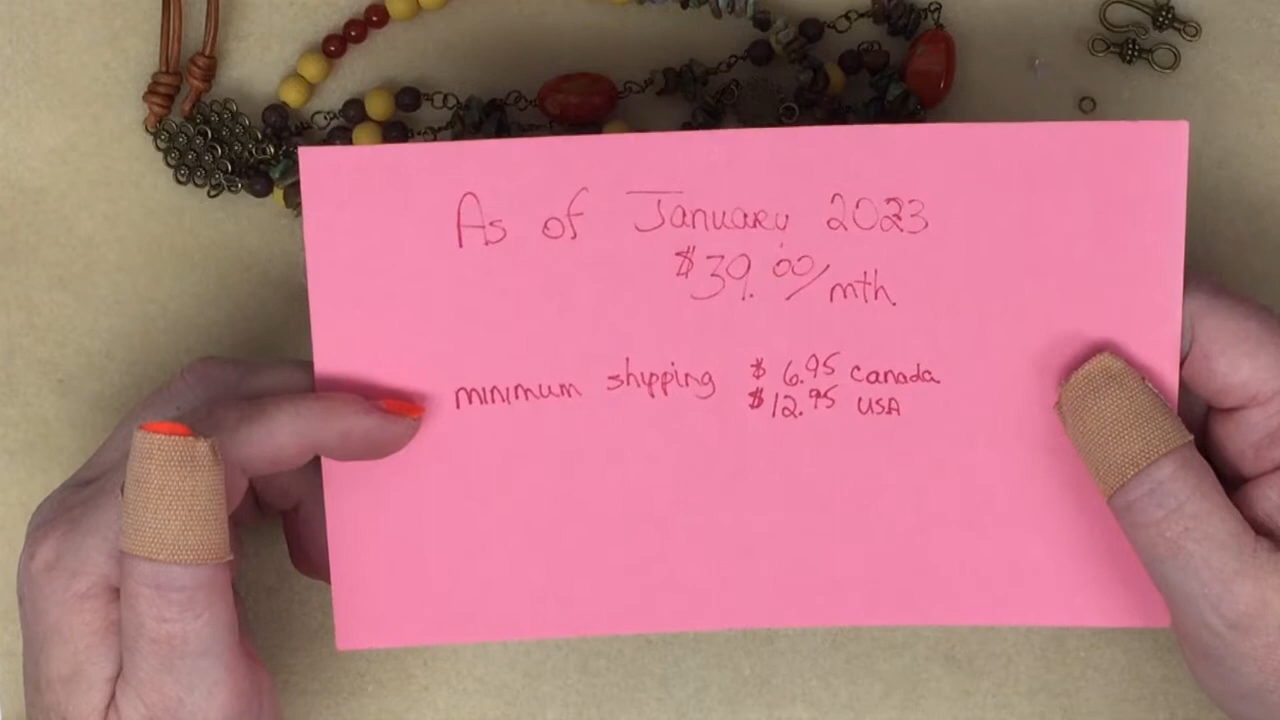 As of January 2023
$39.00/mth.
minimum shipping $ 6.95 canada
$12.95 USA